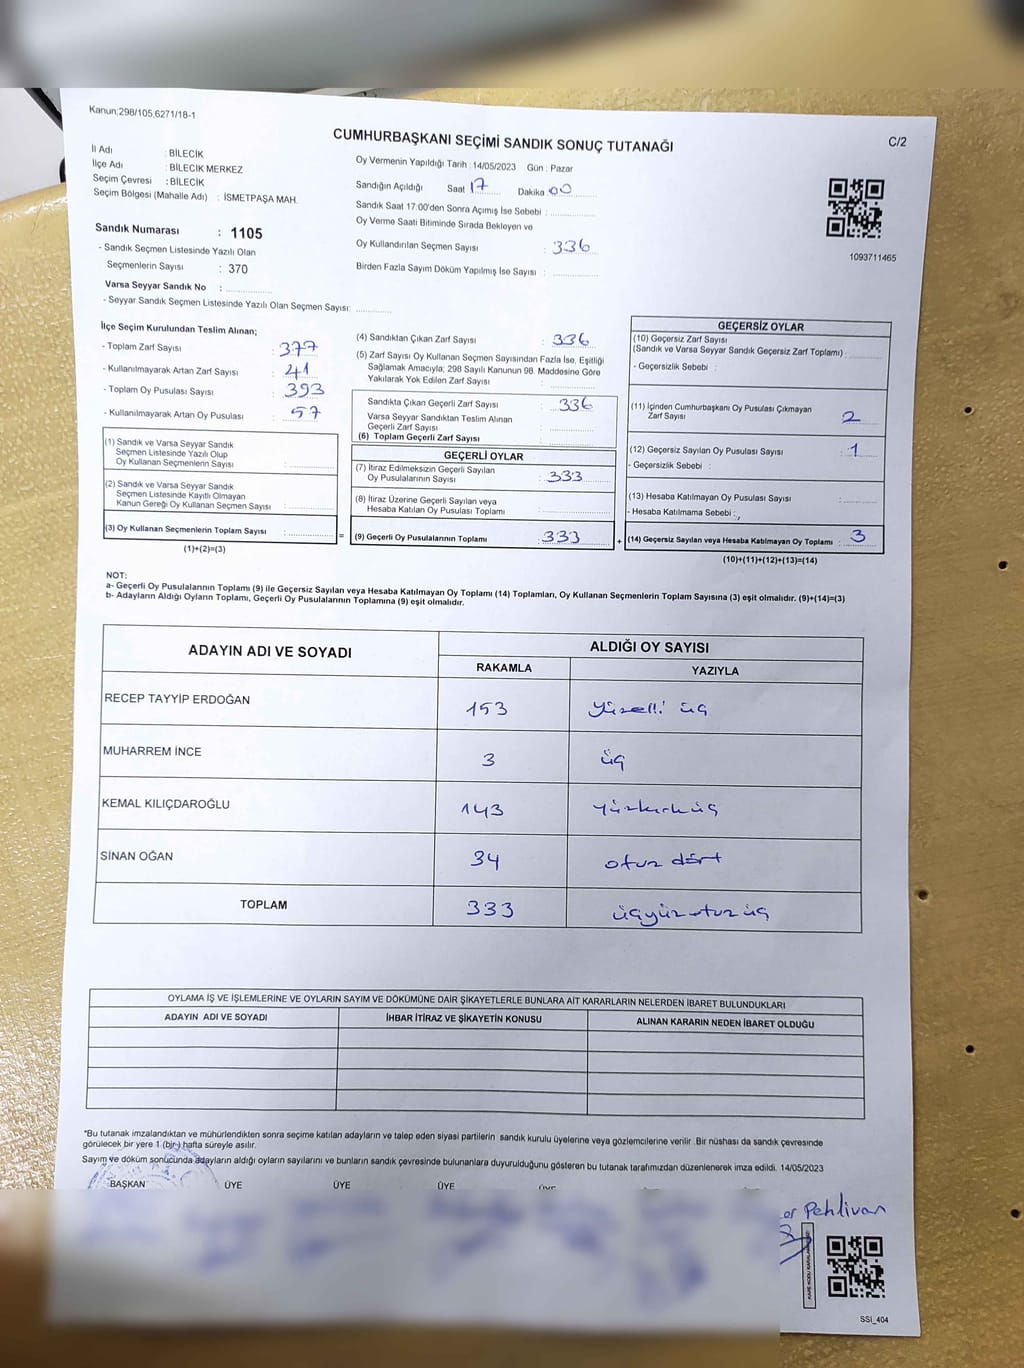 Kanun;298/105;6271/18-1
CUMHURBAŞKANI SEÇİMİ SANDIK SONUÇ TUTANAĞI
C/2
İl Adı : BİLECİK
İlçe Adı : BİLECİK MERKEZ
Seçim Çevresi : BİLECİK
Seçim Bölgesi (Mahalle Adı) : İSMETPAŞA MAH.
Sandık Numarası : 1105
- Sandık Seçmen Listesinde Yazılı Olan
Seçmenlerin Sayısı : 370
Varsa Seyyar Sandık No :
- Seyyar Sandık Seçmen Listesinde Yazılı Olan Seçmen Sayısı:
Oy Vermenin Yapıldığı Tarih : 14/05/2023 Gün : Pazar
Sandığın Açıldığı Saat 17 Dakika 00
Sandık Saat 17:00'den Sonra Açımış İse Sebebi :
Oy Verme Saati Bitiminde Sırada Bekleyen ve
Oy Kullandırılan Seçmen Sayısı : 336
Birden Fazla Sayım Döküm Yapılmış İse Sayısı :
1093711465
İlçe Seçim Kurulundan Teslim Alınan;
- Toplam Zarf Sayısı : 377
- Kullanılmayarak Artan Zarf Sayısı : 41
- Toplam Oy Pusulası Sayısı : 393
- Kullanılmayarak Artan Oy Pusulası : 57
(1) Sandık ve Varsa Seyyar Sandık
Seçmen Listesinde Yazılı Olup
Oy Kullanan Seçmenlerin Sayısı :
(2) Sandık ve Varsa Seyyar Sandık
Seçmen Listesinde Kayıtlı Olmayan
Kanun Gereği Oy Kullanan Seçmen Sayısı :
(3) Oy Kullanan Seçmenlerin Toplam Sayısı : =
(1)+(2)=(3)
(4) Sandıktan Çıkan Zarf Sayısı : 336
(5) Zarf Sayısı Oy Kullanan Seçmen Sayısından Fazla İse, Eşitliği
Sağlamak Amacıyla; 298 Sayılı Kanunun 98. Maddesine Göre
Yakılarak Yok Edilen Zarf Sayısı :
Sandıkta Çıkan Geçerli Zarf Sayısı : 336
Varsa Seyyar Sandıktan Teslim Alınan
Geçerli Zarf Sayısı :
(6) Toplam Geçerli Zarf Sayısı :
GEÇERLİ OYLAR
(7) İtiraz Edilmeksizin Geçerli Sayılan
Oy Pusulalarının Sayısı : 333
(8) İtiraz Üzerine Geçerli Sayılan veya
Hesaba Katılan Oy Pusulası Toplamı :
(9) Geçerli Oy Pusulalarının Toplamı : 333 +
GEÇERSİZ OYLAR
(10) Geçersiz Zarf Sayısı
(Sandık ve Varsa Seyyar Sandık Geçersiz Zarf Toplamı) :
- Geçersizlik Sebebi :
(11) İçinden Cumhurbaşkanı Oy Pusulası Çıkmayan
Zarf Sayısı : 2
(12) Geçersiz Sayılan Oy Pusulası Sayısı : 1
- Geçersizlik Sebebi :
(13) Hesaba Katılmayan Oy Pusulası Sayısı :
- Hesaba Katılmama Sebebi :
(14) Geçersiz Sayılan veya Hesaba Katılmayan Oy Toplamı : 3
(10)+(11)+(12)+(13)=(14)
NOT:
a- Geçerli Oy Pusulalarının Toplamı (9) ile Geçersiz Sayılan veya Hesaba Katılmayan Oy Toplamı (14) Toplamları, Oy Kullanan Seçmenlerin Toplam Sayısına (3) eşit olmalıdır. (9)+(14)=(3)
b- Adayların Aldığı Oyların Toplamı, Geçerli Oy Pusulalarının Toplamına (9) eşit olmalıdır.
ADAYIN ADI VE SOYADI ALDIĞI OY SAYISI
RAKAMLA YAZIYLA
RECEP TAYYİP ERDOĞAN 153 yüzelli üç
MUHARREM İNCE 3 üç
KEMAL KILIÇDAROĞLU 143 yüzkırküç
SİNAN OĞAN 34 otuz dört
TOPLAM 333 üçyüzotuz üç
OYLAMA İŞ VE İŞLEMLERİNE VE OYLARIN SAYIM VE DÖKÜMÜNE DAİR ŞİKAYETLERLE BUNLARA AİT KARARLARIN NELERDEN İBARET BULUNDUKLARI
ADAYIN ADI VE SOYADI İHBAR İTİRAZ VE ŞİKAYETİN KONUSU ALINAN KARARIN NEDEN İBARET OLDUĞU
*Bu tutanak imzalandıktan ve mühürlendikten sonra seçime katılan adayların ve talep eden siyasi partilerin sandık kurulu üyelerine veya gözlemcilerine verilir. Bir nüshası da sandık çevresinde
görülecek bir yere 1 (bir) hafta süreyle asılır.
Sayım ve döküm sonucunda adayların aldığı oyların sayılarını ve bunların sandık çevresinde bulunanlara duyurulduğunu gösteren bu tutanak tarafımızdan düzenlenerek imza edildi. 14/05/2023
BAŞKAN ÜYE ÜYE ÜYE
Pehlivan
SSI_404